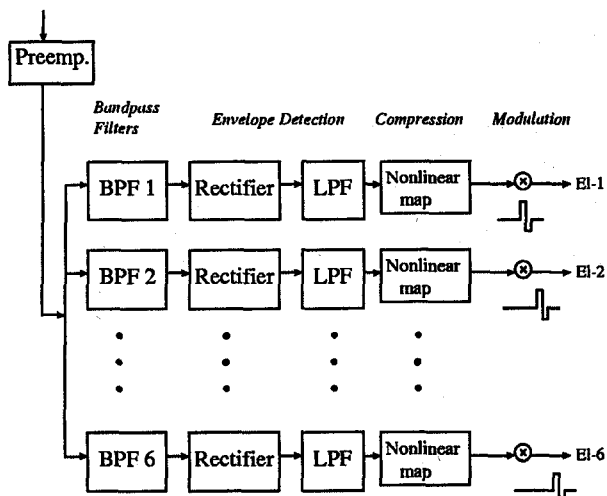 Preemp.
Bandpass
Filters
Envelope Detection
Compression
Modulation
BPF 1
Rectifier
LPF
Nonlinear
map
El-1
BPF 2
Rectifier
LPF
Nonlinear
map
El-2
BPF 6
Rectifier
LPF
Nonlinear
map
El-6